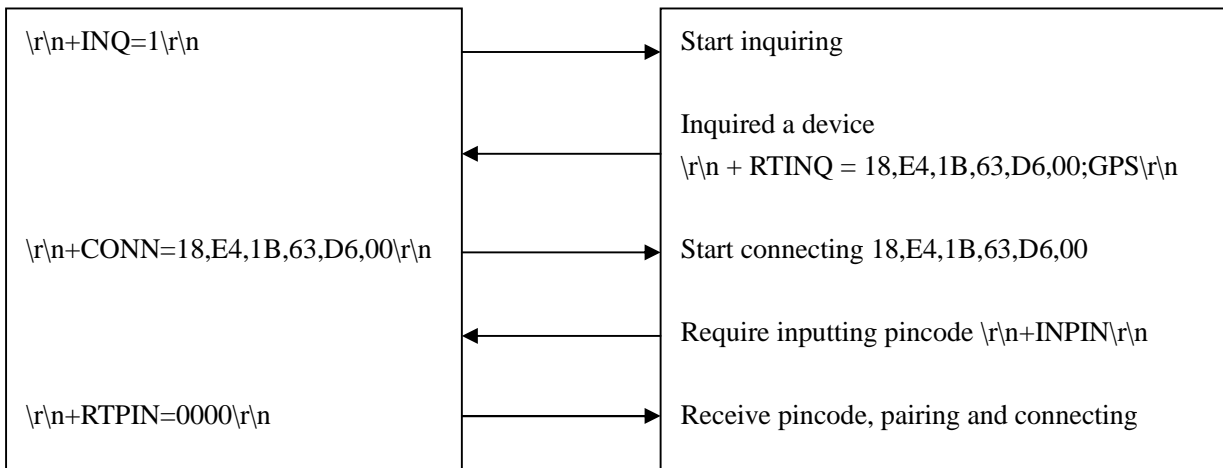 \r\n+INQ=1\r\n
Start inquiring
Inquired a device
\r\n + RTINQ = 18,E4,1B,63,D6,00;GPS\r\n
\r\n+CONN=18,E4,1B,63,D6,00\r\n
Start connecting 18,E4,1B,63,D6,00
Require inputting pincode \r\n+INPIN\r\n
\r\n+RTPIN=0000\r\n
Receive pincode, pairing and connecting